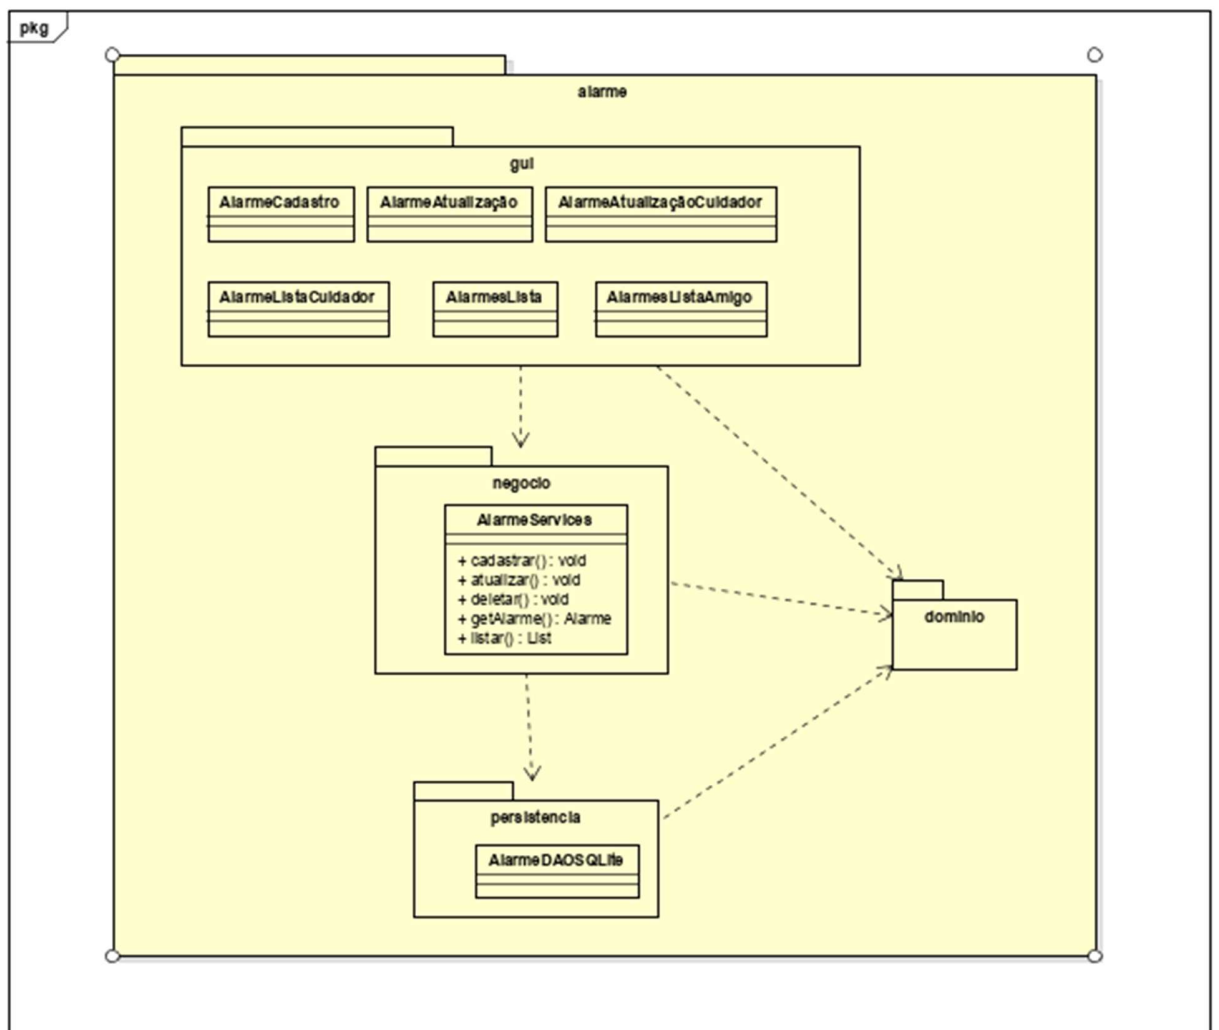 pkg
alarme
gui
AlarmeCadastro AlarmeAtualização AlarmeAtualizaçãoCuidador
AlarmeListaCuidador AlarmesLista AlarmesListaAmigo
negocio
AlarmeServices
+ cadastrar() : void
+ atualizar() : void
+ deletar() : void
+ getAlarme() : Alarme
+ listar() : List
dominio
persistencia
AlarmeDAOSQLite